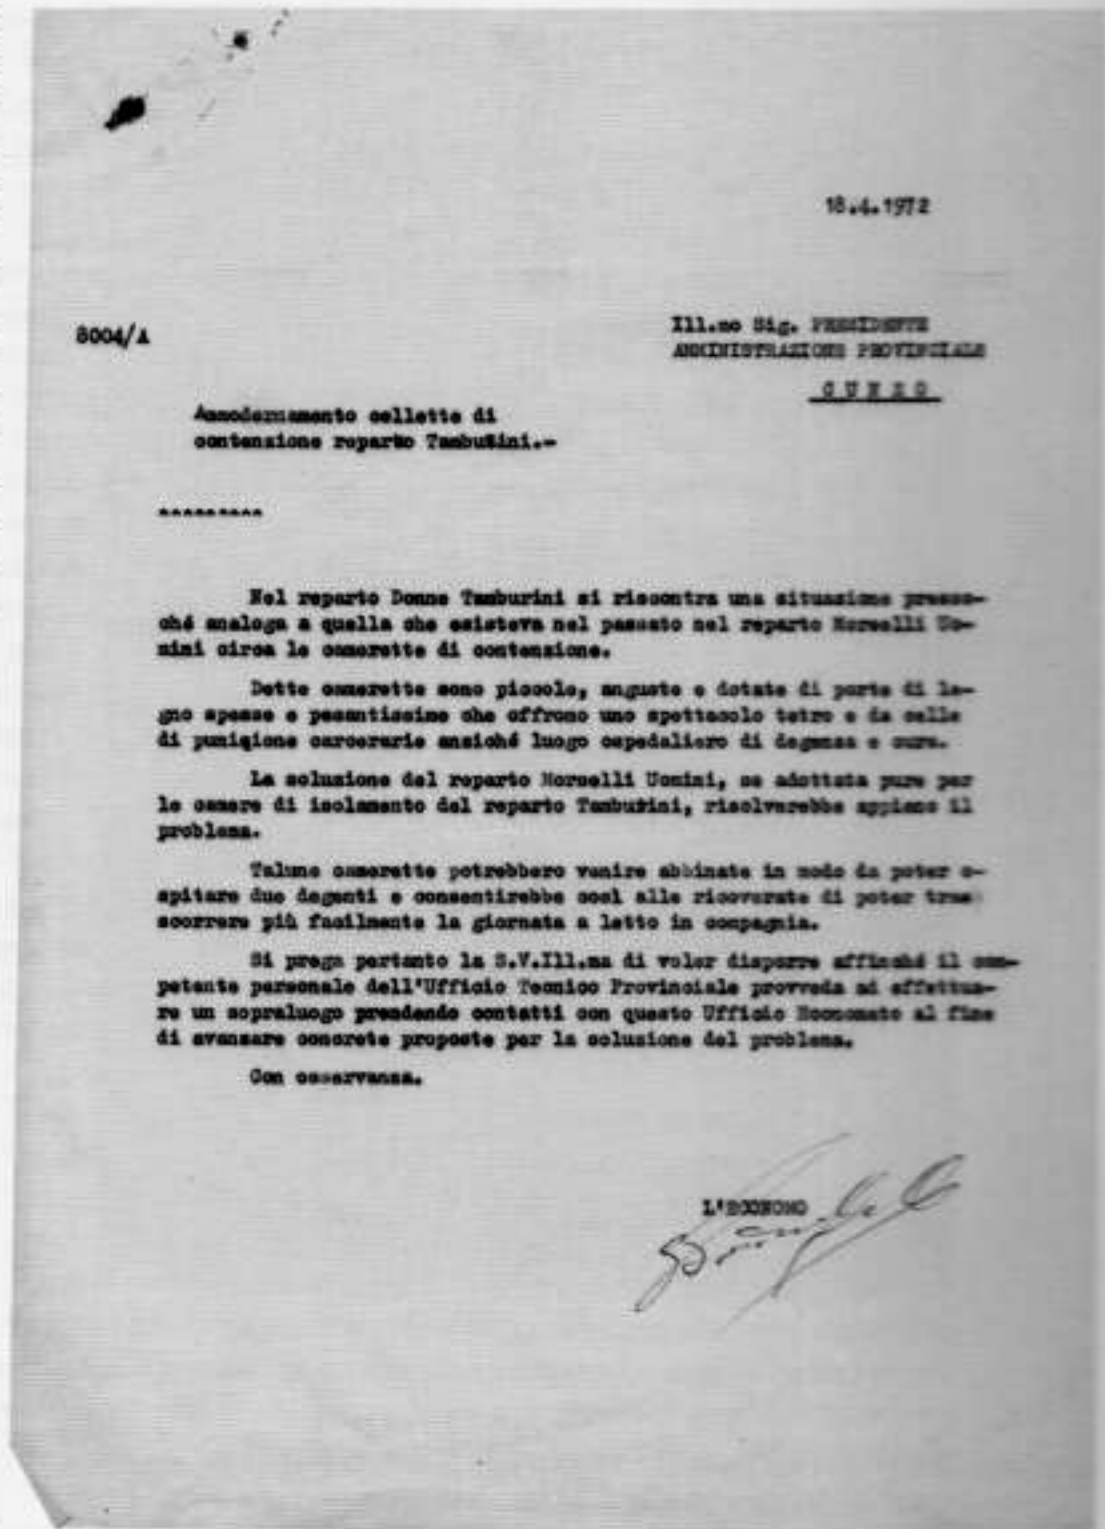 18.4.1972
8004/A
Ill.mo Sig. PRESIDENTE
AMMINISTRAZIONE PROVINCIALE
CUNEO
Ammodernamento cellette di
contenzione reparto Tamburini.-
Nel reparto Donne Tamburini si riscontra una situazione presso-
ché analoga a quella che esisteva nel passato nel reparto Morselli Uo-
mini circa le camerette di contenzione.
Dette camerette sono piccole, anguste e dotate di porte di le-
gno spesse e pesantissime che offrono uno spettacolo tetro e da celle
di punizione carcerarie anziché luogo ospedaliero di degenza e cura.
La soluzione del reparto Morselli Uomini, se adottata pure per
le camere di isolamento del reparto Tamburini, risolverebbe appieno il
problema.
Talune camerette potrebbero venire abbinate in modo da poter o-
spitare due degenti e consentirebbe così alle ricoverate di poter tras
scorrere più facilmente la giornata a letto in compagnia.
Si prega pertanto la S.V.Ill.ma di voler disporre affinché il com-
petente personale dell'Ufficio Tecnico Provinciale provveda ad effettua-
re un sopraluogo prendendo contatti con questo Ufficio Economato al fine
di avanzare concrete proposte per la soluzione del problema.
Con osservanza.
L'ECONOMO